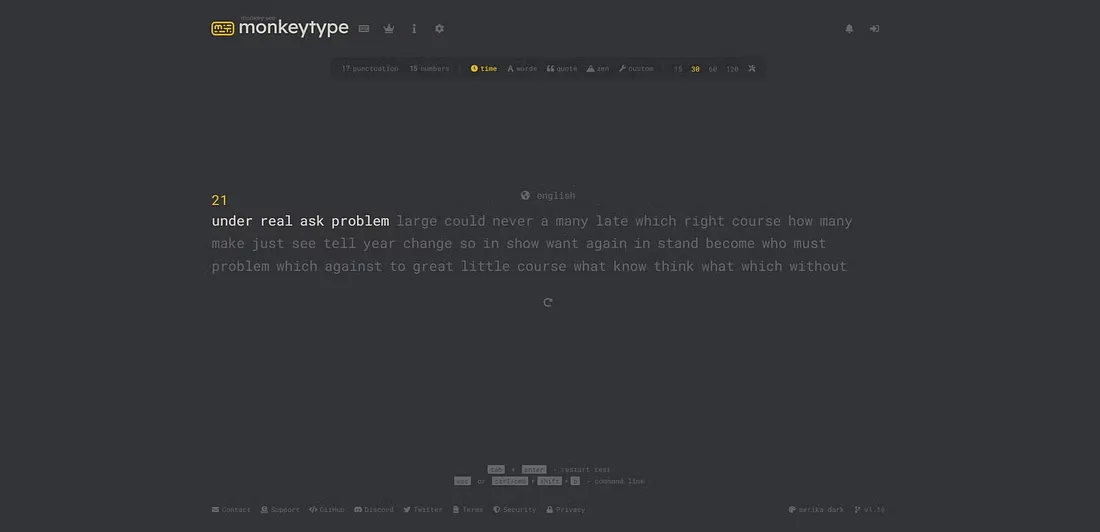 monkey see
monkeytype
17 punctuation 15 numbers time words quote zen custom 15 30 60 120
english
21
under real ask problem large could never a many late which right course how many
make just see tell year change so in show want again in stand become who must
problem which against to great little course what know think what which without
tab + enter - restart test
esc or ctrl/cmd + shift + p - command line
Contact Support GitHub Discord Twitter Terms Security Privacy serika dark